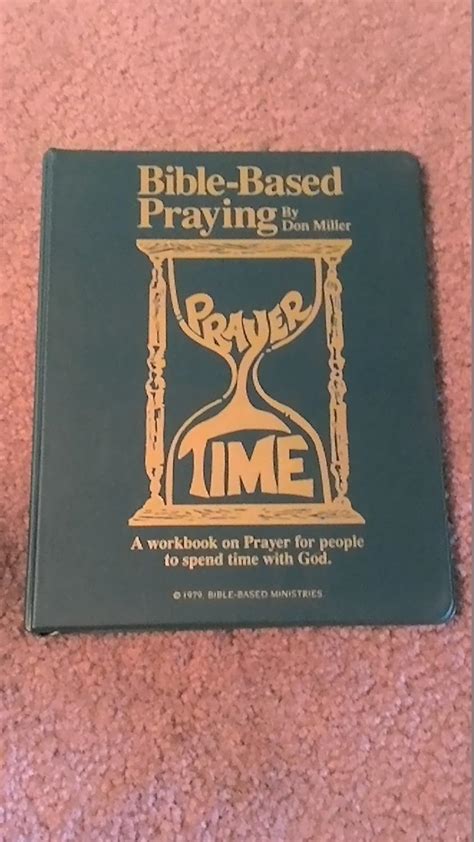 Bible-Based
Praying By
Don Miller
PRAYER
TIME
A workbook on Prayer for people
to spend time with God.
© 1979, BIBLE-BASED MINISTRIES